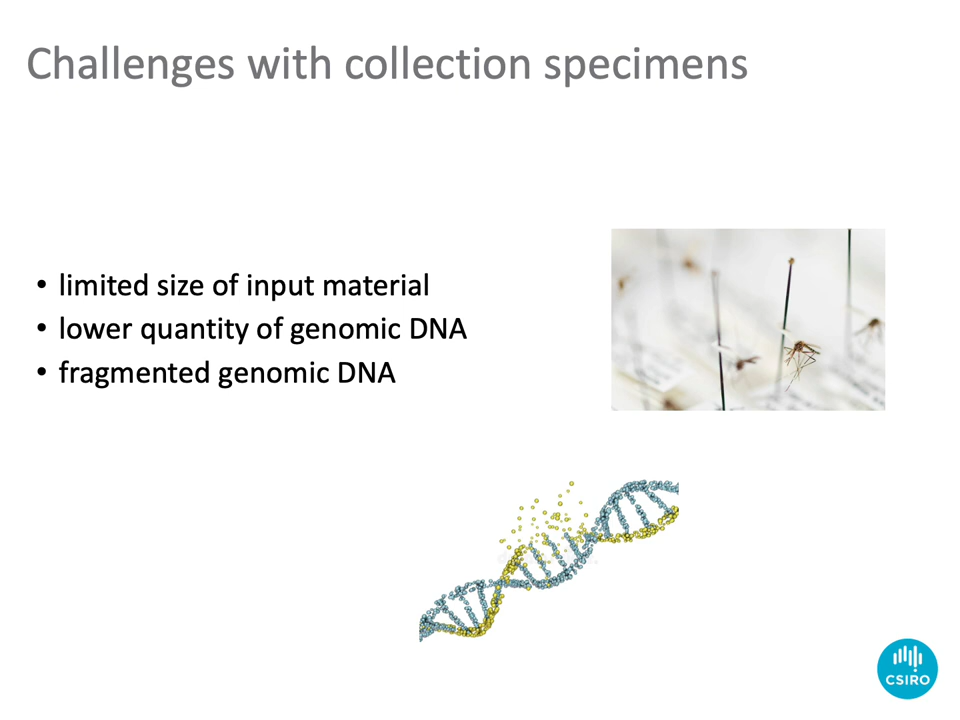 Challenges with collection specimens
• limited size of input material
• lower quantity of genomic DNA
• fragmented genomic DNA
CSIRO